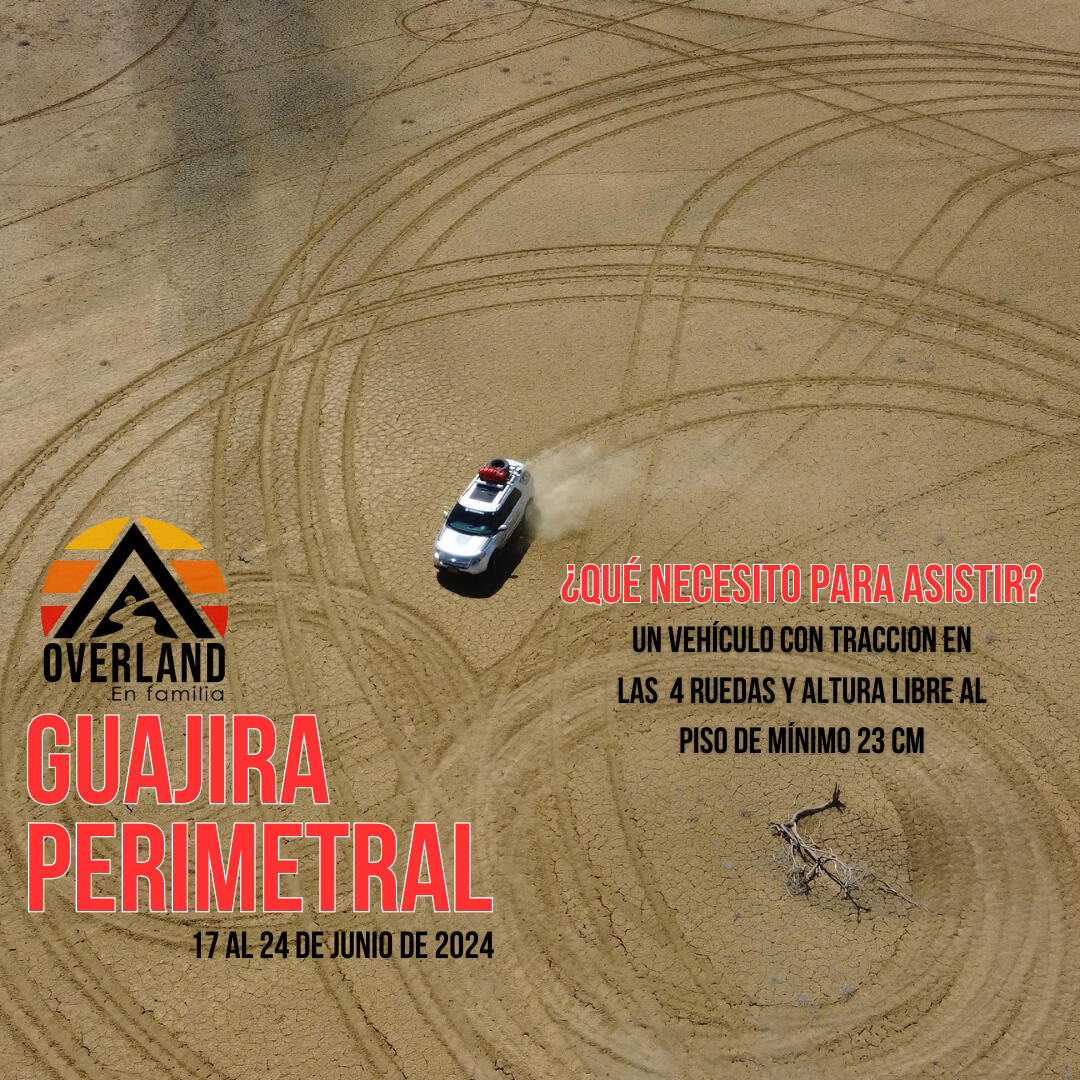 OVERLAND
En familia
GUAJIRA
PERIMETRAL
17 AL 24 DE JUNIO DE 2024
¿QUÉ NECESITO PARA ASISTIR?
UN VEHÍCULO CON TRACCION EN
LAS 4 RUEDAS Y ALTURA LIBRE AL
PISO DE MÍNIMO 23 CM